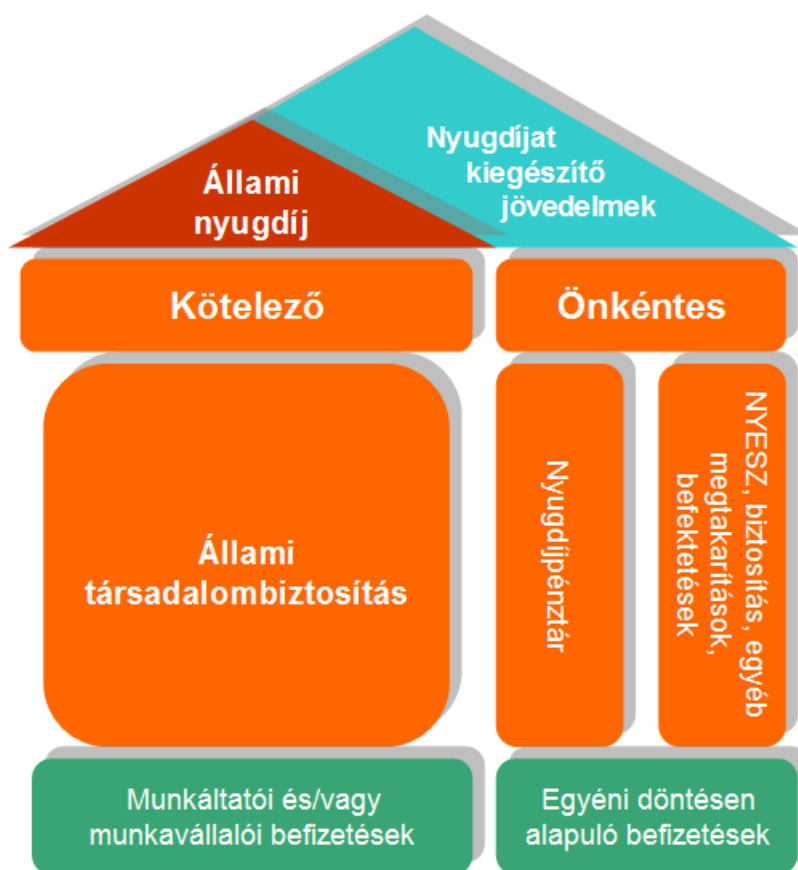 Nyugdíjat
kiegészítő
jövedelmek
Állami
nyugdíj
Kötelező
Önkéntes
Állami
társadalombiztosítás
Nyugdíjpénztár
NYESZ, biztosítás, egyéb
megtakarítások,
befektetések
Munkáltatói és/vagy
munkavállalói befizetések
Egyéni döntésen
alapuló befizetések